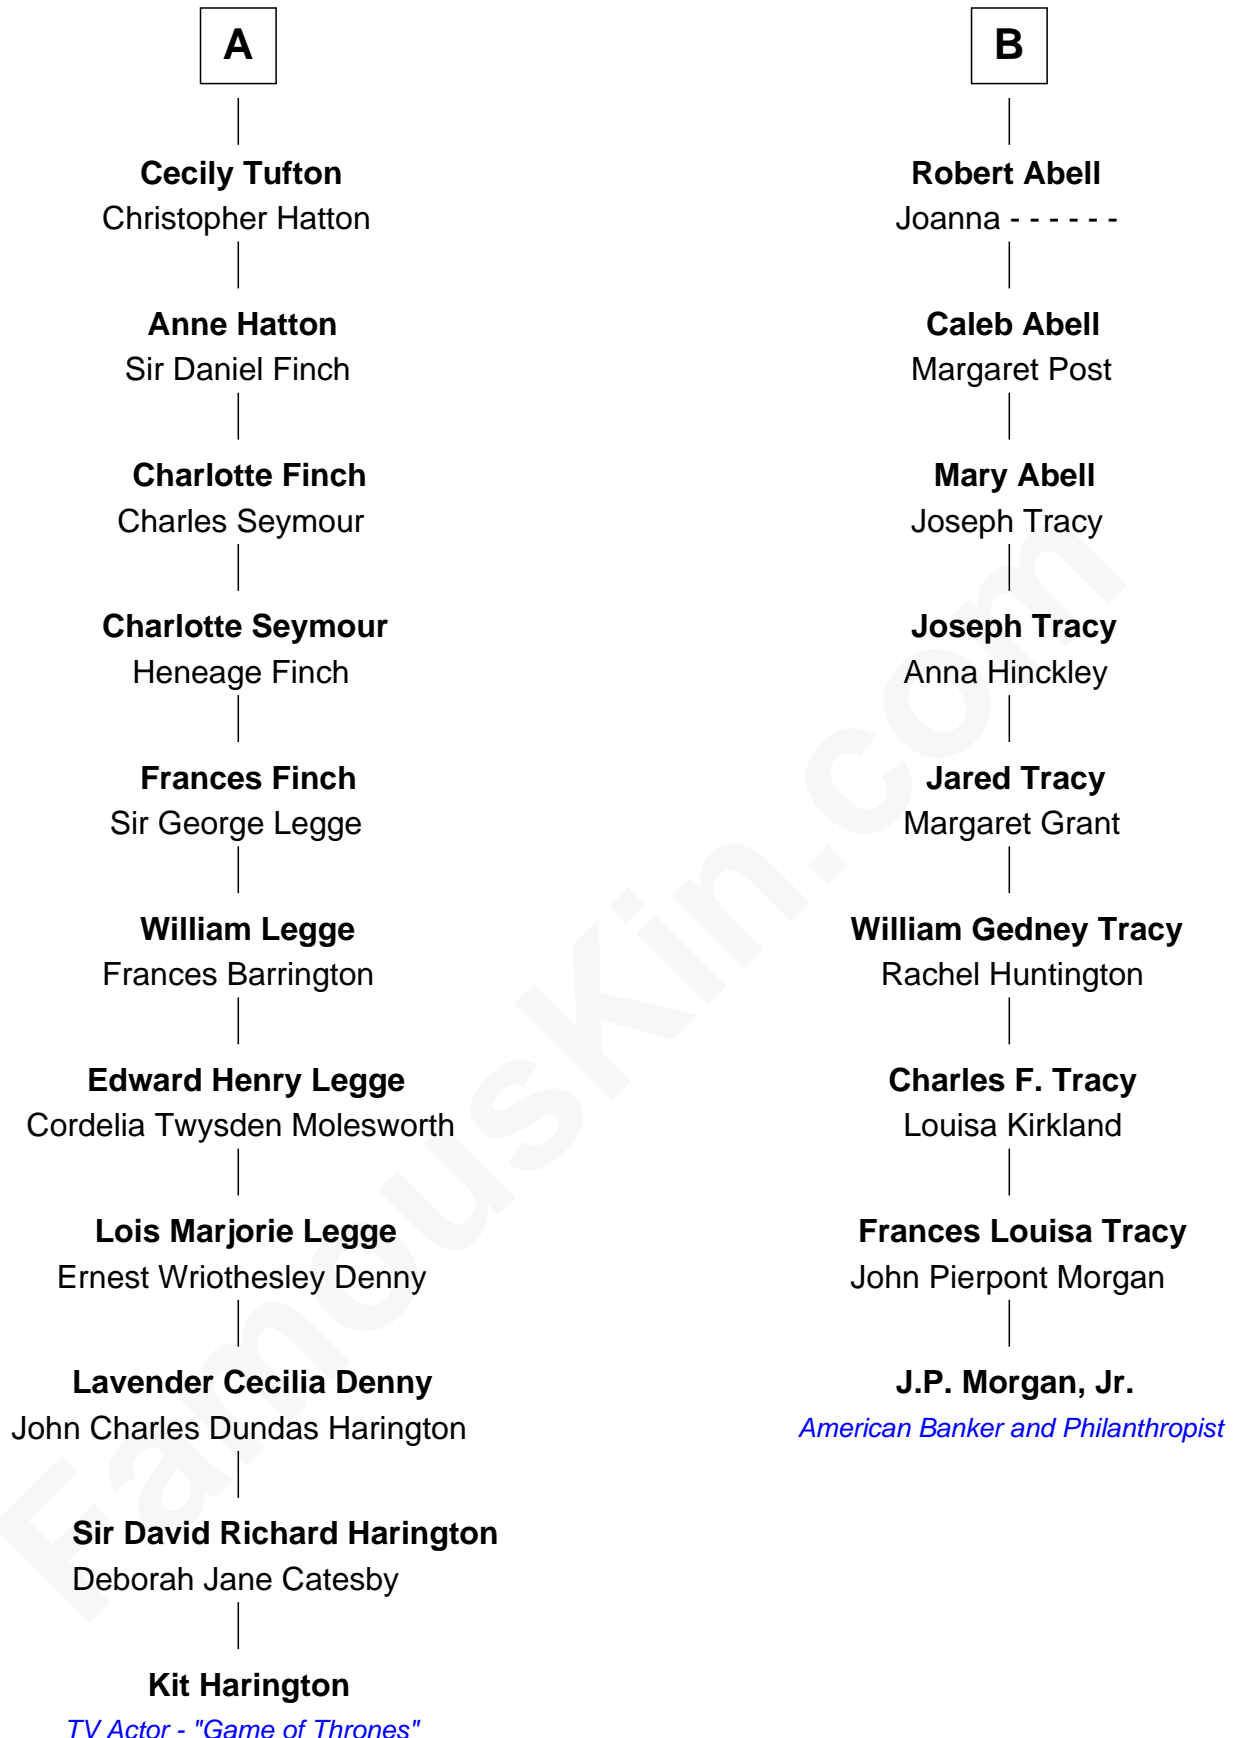 A
Cecily Tufton
Christopher Hatton
Anne Hatton
Sir Daniel Finch
Charlotte Finch
Charles Seymour
Charlotte Seymour
Heneage Finch
Frances Finch
Sir George Legge
William Legge
Frances Barrington
Edward Henry Legge
Cordelia Twysden Molesworth
Lois Marjorie Legge
Ernest Wriothesley Denny
Lavender Cecilia Denny
John Charles Dundas Harington
Sir David Richard Harington
Deborah Jane Catesby
Kit Harington
TV Actor - "Game of Thrones"
B
Robert Abell
Joanna - - - - - -
Caleb Abell
Margaret Post
Mary Abell
Joseph Tracy
Joseph Tracy
Anna Hinckley
Jared Tracy
Margaret Grant
William Gedney Tracy
Rachel Huntington
Charles F. Tracy
Louisa Kirkland
Frances Louisa Tracy
John Pierpont Morgan
J.P. Morgan, Jr.
American Banker and Philanthropist
FamousKin.com